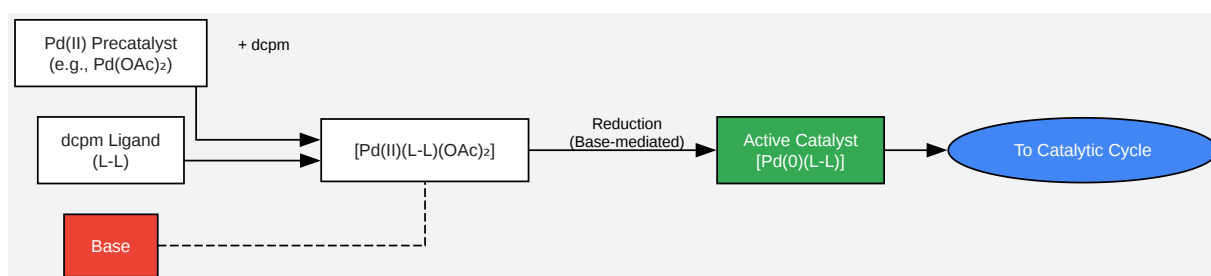 Pd(II) Precatalyst
(e.g., Pd(OAc)₂)
+ dcpm
dcpm Ligand
(L-L)
[Pd(II)(L-L)(OAc)₂]
Reduction
(Base-mediated)
Active Catalyst
[Pd(0)(L-L)]
To Catalytic Cycle
Base